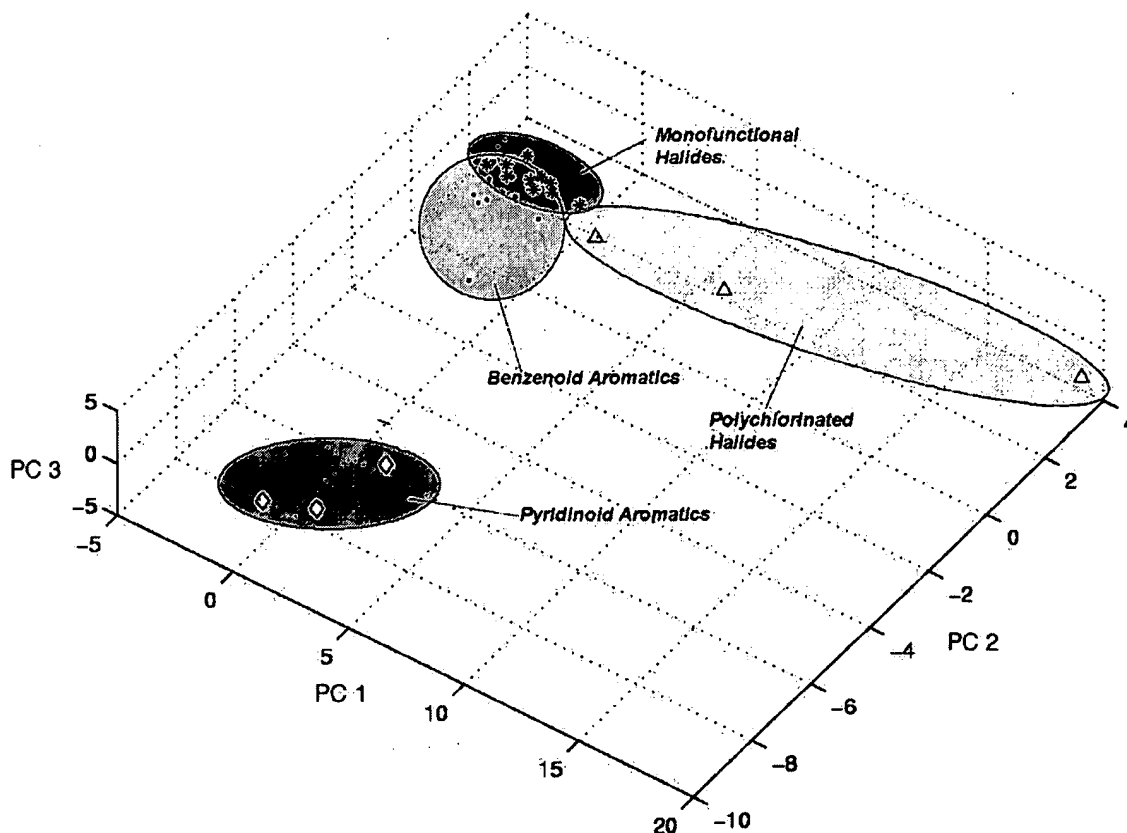 Monofunctional
Halides.
Benzenoid Aromatics
Polychlorinated
Halides
Pyridinoid Aromatics
5
0
-5
PC 3
-5
0
5
10
15
20
PC 1
-10
-8
-6
-4
-2
0
2
4
PC 2